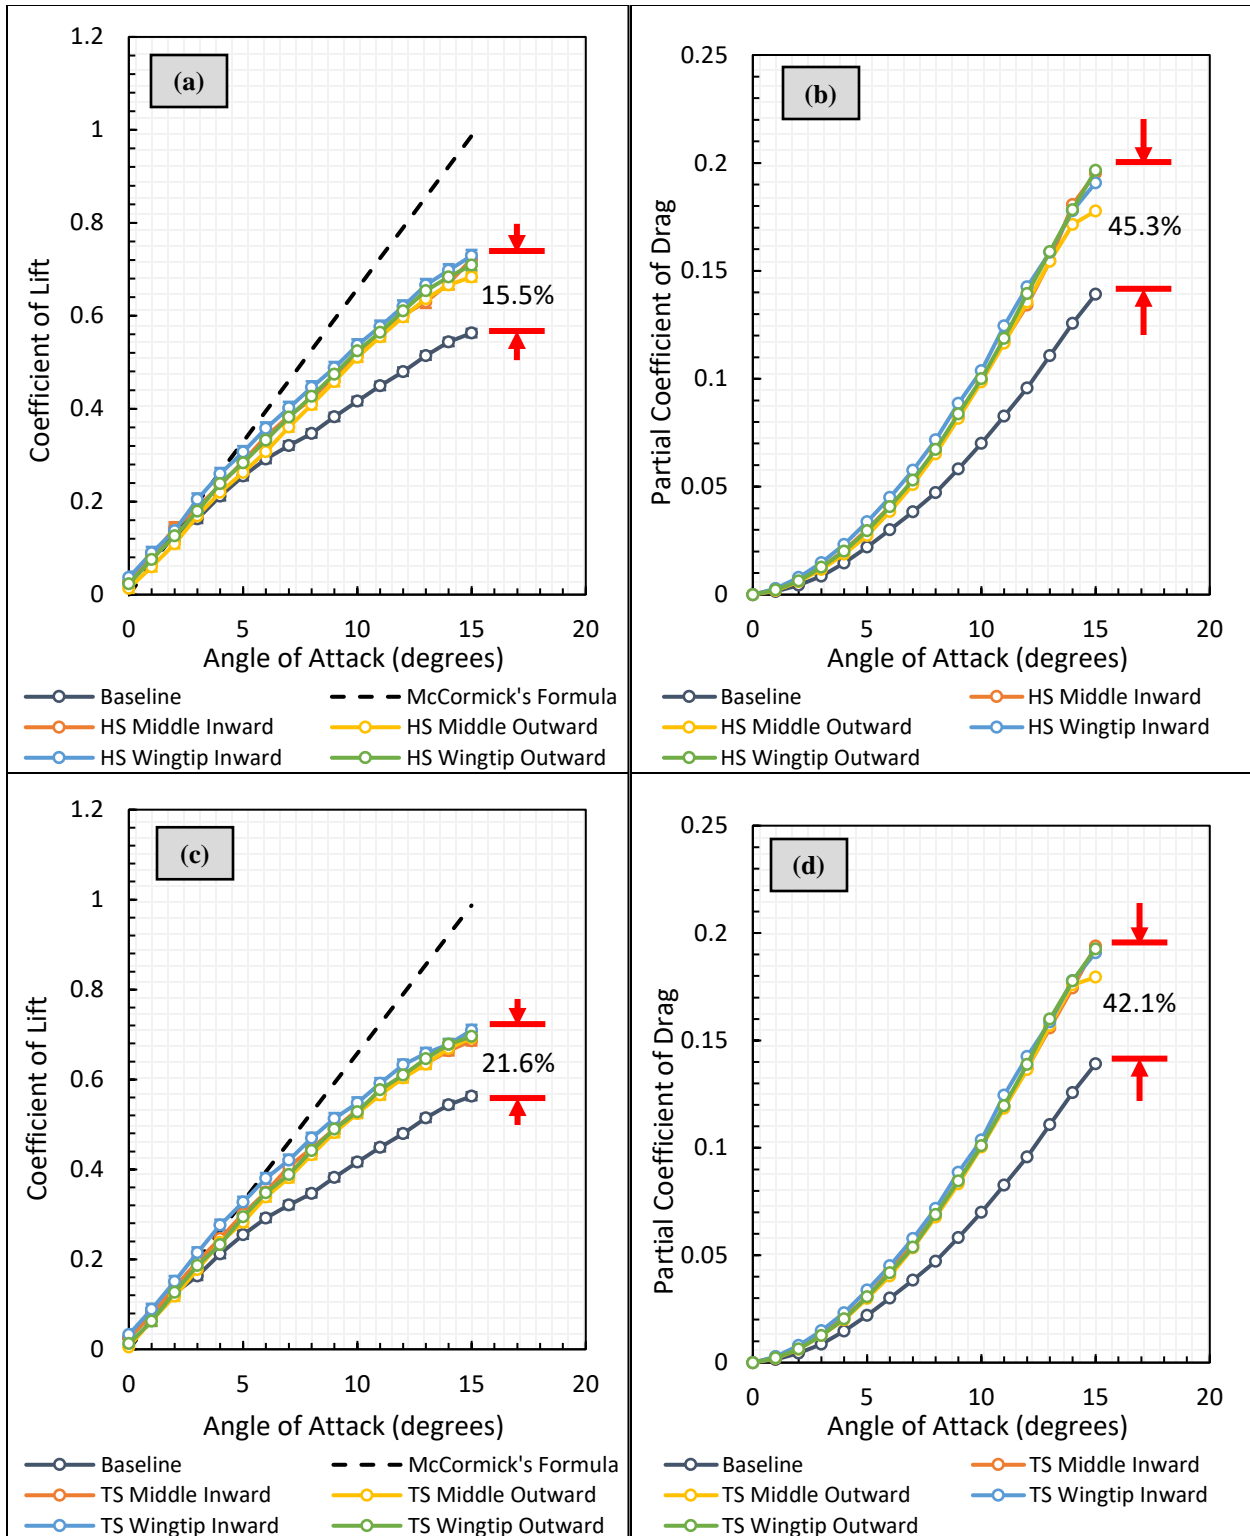 (a)
Coefficient of Lift
1.2
1
0.8
0.6
0.4
0.2
0
15.5%
0 5 10 15 20
Angle of Attack (degrees)
Baseline McCormick's Formula
HS Middle Inward HS Middle Outward
HS Wingtip Inward HS Wingtip Outward
(b)
Partial Coefficient of Drag
0.25
0.2
0.15
0.1
0.05
0
45.3%
0 5 10 15 20
Angle of Attack (degrees)
Baseline HS Middle Inward
HS Middle Outward HS Wingtip Inward
HS Wingtip Outward
(c)
Coefficient of Lift
1.2
1
0.8
0.6
0.4
0.2
0
21.6%
0 5 10 15 20
Angle of Attack (degrees)
Baseline McCormick's Formula
TS Middle Inward TS Middle Outward
TS Wingtip Inward TS Wingtip Outward
(d)
Partial Coefficient of Drag
0.25
0.2
0.15
0.1
0.05
0
42.1%
0 5 10 15 20
Angle of Attack (degrees)
Baseline TS Middle Inward
TS Middle Outward TS Wingtip Inward
TS Wingtip Outward